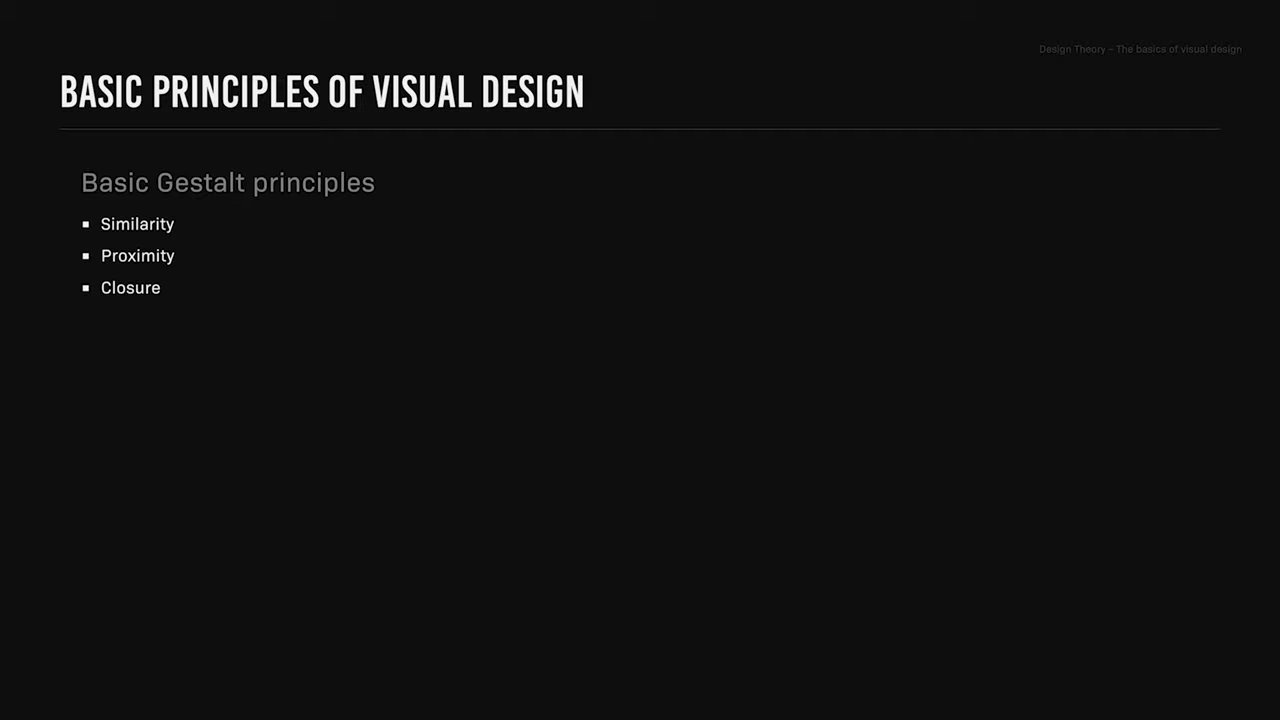 Design Theory – The basics of visual design
BASIC PRINCIPLES OF VISUAL DESIGN
Basic Gestalt principles
▪ Similarity
▪ Proximity
▪ Closure